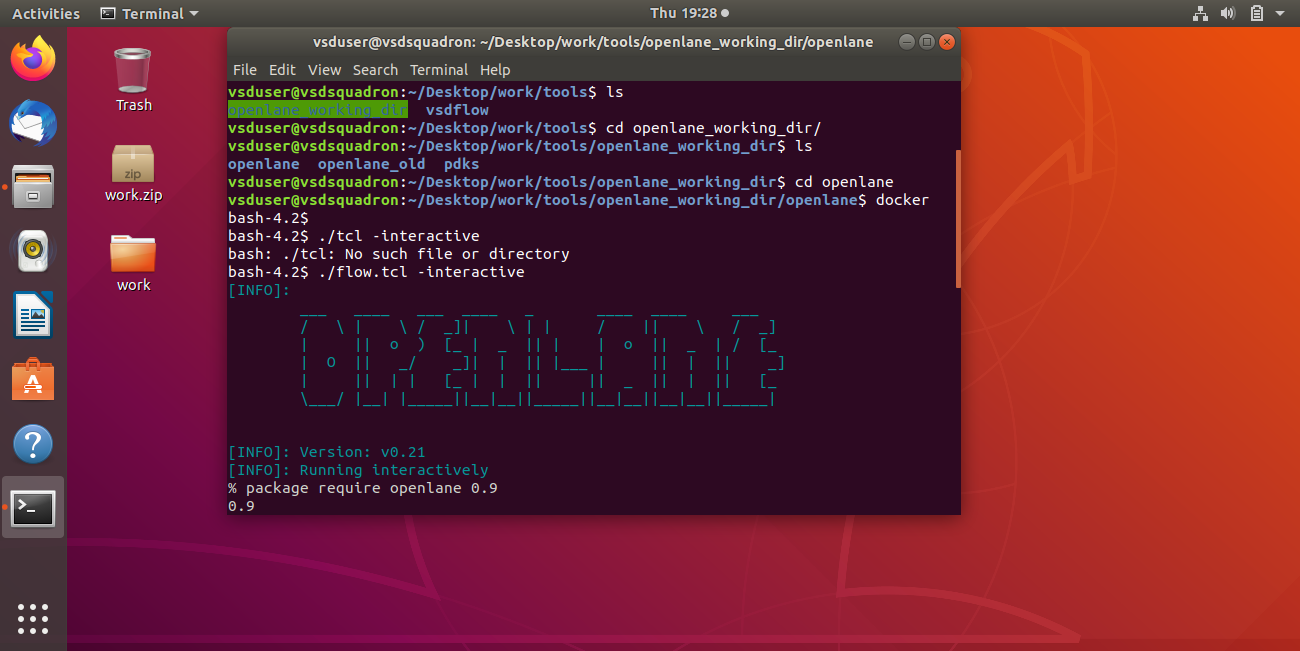 Activities Terminal Thu 19:28
Trash
zip
work.zip
work
vsduser@vsdsquadron: ~/Desktop/work/tools/openlane_working_dir/openlane
File Edit View Search Terminal Help
vsduser@vsdsquadron:~/Desktop/work/tools$ ls
openlane_working_dir vsdflow
vsduser@vsdsquadron:~/Desktop/work/tools$ cd openlane_working_dir/
vsduser@vsdsquadron:~/Desktop/work/tools/openlane_working_dir$ ls
openlane openlane_old pdks
vsduser@vsdsquadron:~/Desktop/work/tools/openlane_working_dir$ cd openlane
vsduser@vsdsquadron:~/Desktop/work/tools/openlane_working_dir/openlane$ docker
bash-4.2$
bash-4.2$ ./tcl -interactive
bash: ./tcl: No such file or directory
bash-4.2$ ./flow.tcl -interactive
[INFO]:
OPENLANE
[INFO]: Version: v0.21
[INFO]: Running interactively
% package require openlane 0.9
0.9